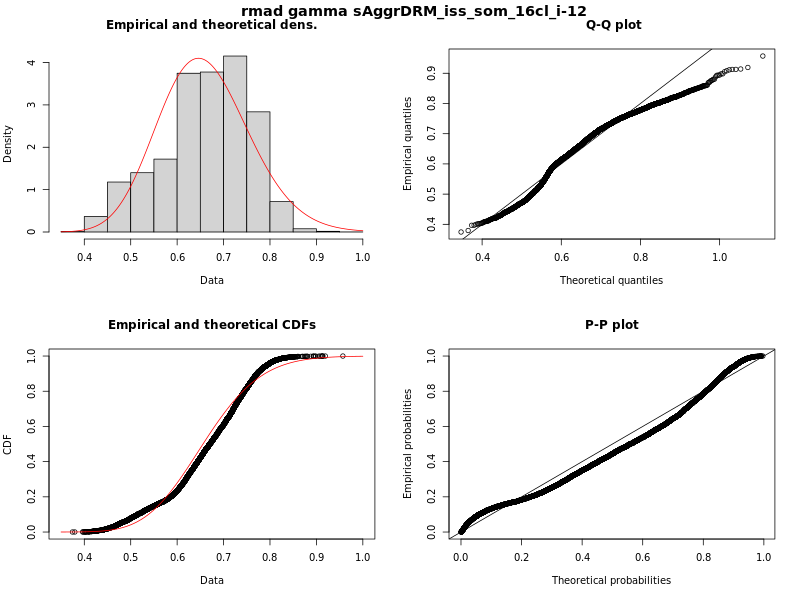 rmad gamma sAggrDRM_iss_som_16cl_i-12
Empirical and theoretical dens.
Density
0 1 2 3 4
0.4 0.5 0.6 0.7 0.8 0.9 1.0
Data
Q-Q plot
Empirical quantiles
0.4 0.5 0.6 0.7 0.8 0.9
0.4 0.6 0.8 1.0
Theoretical quantiles
Empirical and theoretical CDFs
CDF
0.0 0.2 0.4 0.6 0.8 1.0
0.4 0.5 0.6 0.7 0.8 0.9 1.0
Data
P-P plot
Empirical probabilities
0.0 0.2 0.4 0.6 0.8 1.0
0.0 0.2 0.4 0.6 0.8 1.0
Theoretical probabilities